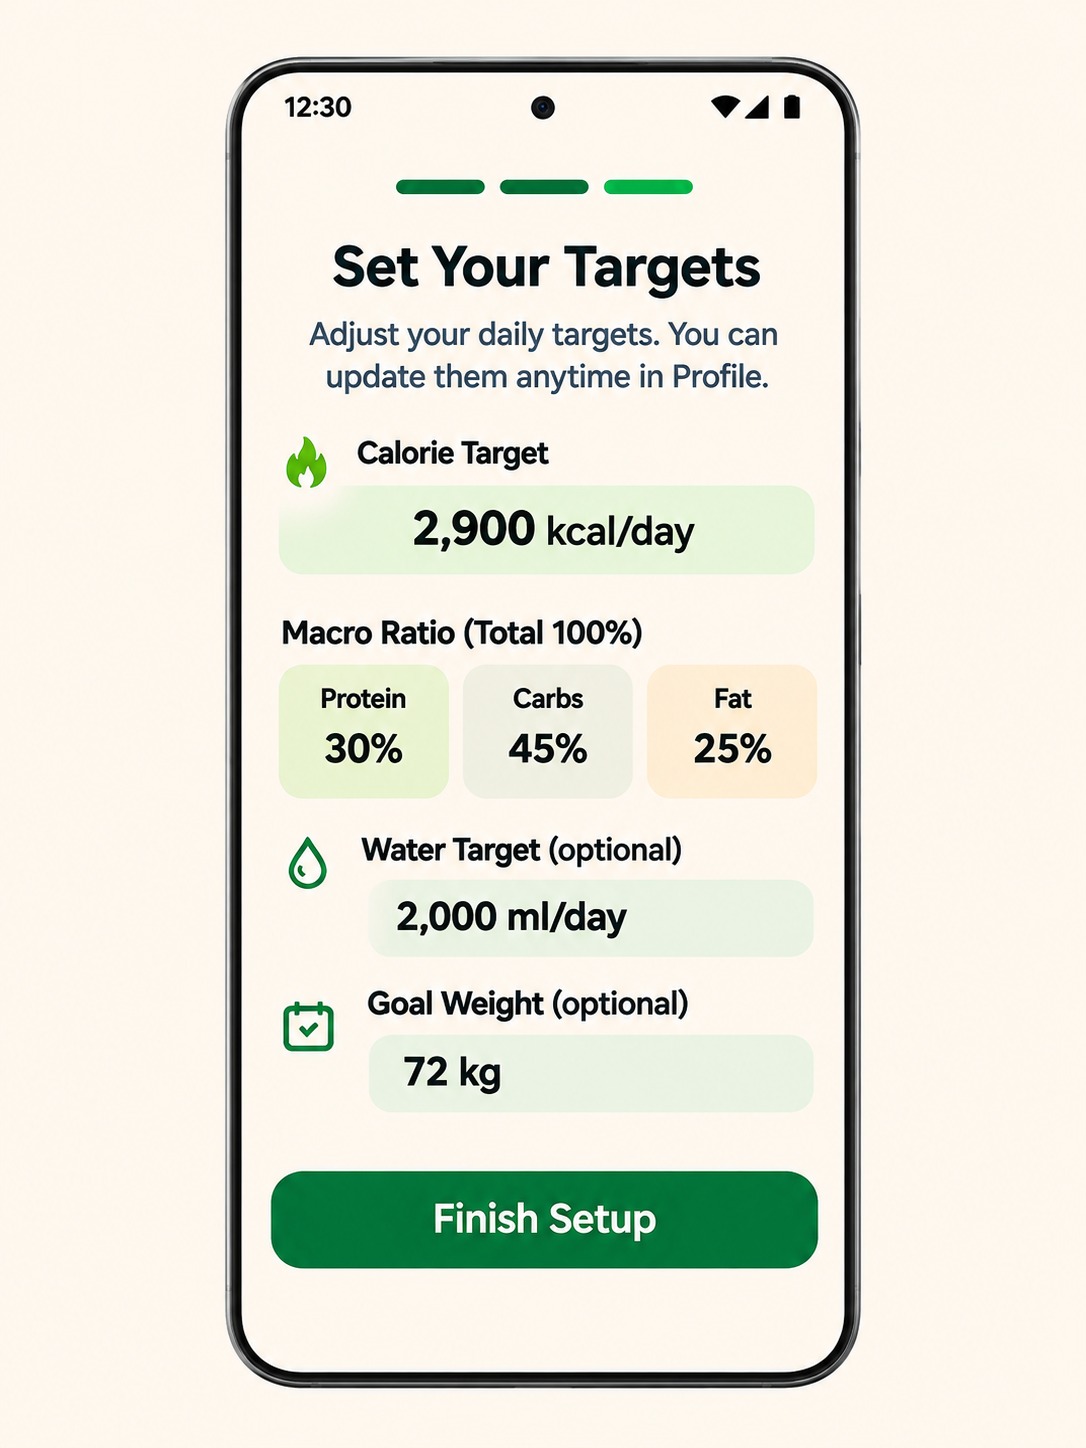 12:30
Set Your Targets
Adjust your daily targets. You can
update them anytime in Profile.
Calorie Target
2,900 kcal/day
Macro Ratio (Total 100%)
Protein
30%
Carbs
45%
Fat
25%
Water Target (optional)
2,000 ml/day
Goal Weight (optional)
72 kg
Finish Setup